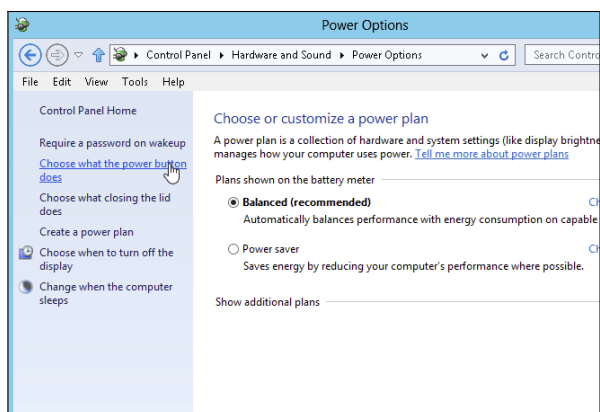 Power Options
Control Panel Hardware and Sound Power Options
Search Contro
File Edit View Tools Help
Control Panel Home
Require a password on wakeup
Choose what the power button
does
Choose what closing the lid
does
Create a power plan
Choose when to turn off the
display
Change when the computer
sleeps
Choose or customize a power plan
A power plan is a collection of hardware and system settings (like display brightne
manages how your computer uses power. Tell me more about power plans
Plans shown on the battery meter
Balanced (recommended) Ch
Automatically balances performance with energy consumption on capable
Power saver Ch
Saves energy by reducing your computer's performance where possible.
Show additional plans